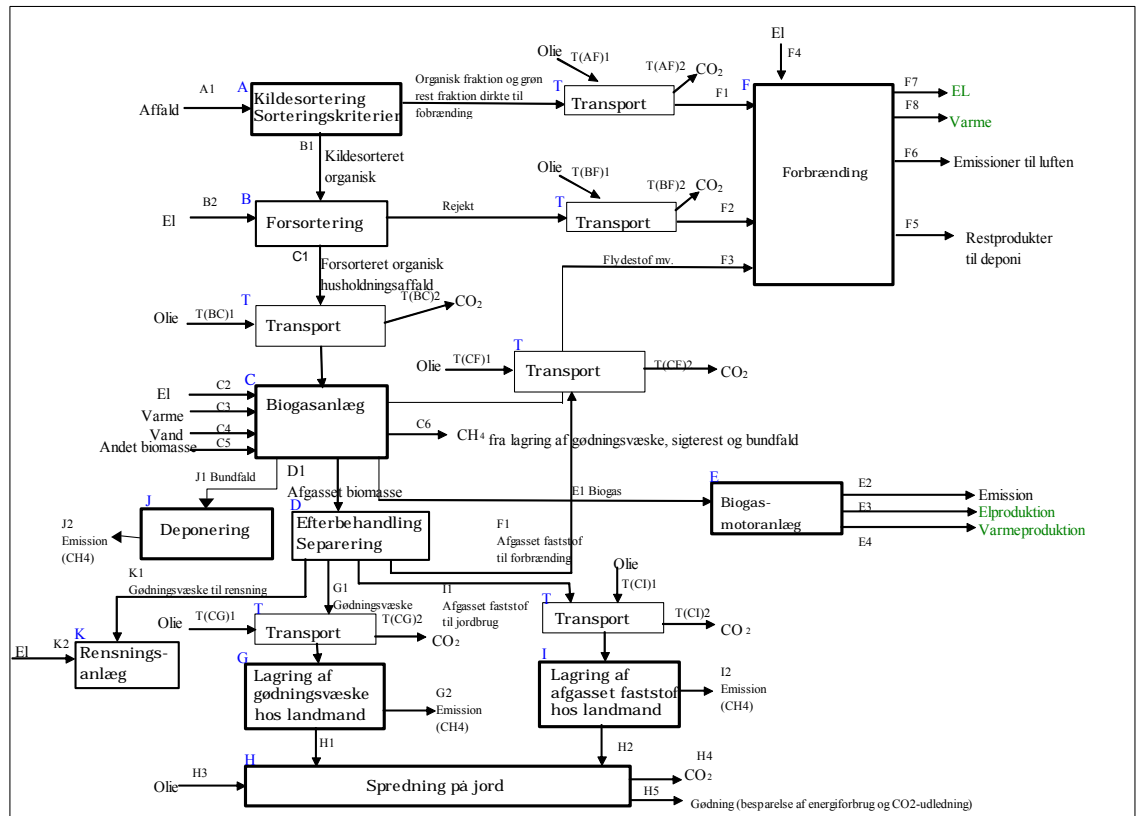 El
F4
Olie
T(AF)1
T(AF)2
CO2
A1
A
Affald
Kildesortering
Sorteringskriterier
Organisk fraktion og grøn
rest fraktion dirkte til
fobrænding
T
Transport
F1
F
Forbrænding
F7
EL
F8
Varme
F6
Emissioner til luften
F5
Restprodukter
til deponi
B1
Kildesorteret
organisk
Olie
T(BF)1
T(BF)2
CO2
B2
B
El
Forsortering
Rejekt
T
Transport
F2
C1
Forsorteret organisk
husholdningsaffald
Flydestof mv.
F3
T
T(BC)2
CO2
Olie
T(BC)1
Transport
T
Olie
T(CF)1
Transport
T(CF)2
CO2
C
El
C2
Varme
C3
Vand
C4
Andet biomasse
C5
Biogasanlæg
C6
CH4 fra lagring af gødningsvæske, sigterest og bundfald
J1 Bundfald
D1
Afgasset biomasse
E1 Biogas
E
Biogas-
motoranlæg
E2
Emission
E3
Elproduktion
E4
Varmeproduktion
J
Deponering
J2
Emission
(CH4)
D
Efterbehandling
Separering
F1
Afgasset faststof
til forbrænding
K1
Gødningsvæske til rensning
G1
Gødningsvæske
I1
Afgasset faststof
til jordbrug
Olie
T(CI)1
Olie
T(CG)1
T
Transport
T(CG)2
CO2
T
Transport
T(CI)2
CO2
El
K2
K
Rensnings-
anlæg
G
Lagring af
gødningsvæske
hos landmand
G2
Emission
(CH4)
I
Lagring af
afgasset faststof
hos landmand
I2
Emission
(CH4)
H1
H2
H
Olie
H3
Spredning på jord
H4
CO2
H5
Gødning (besparelse af energiforbrug og CO2-udledning)